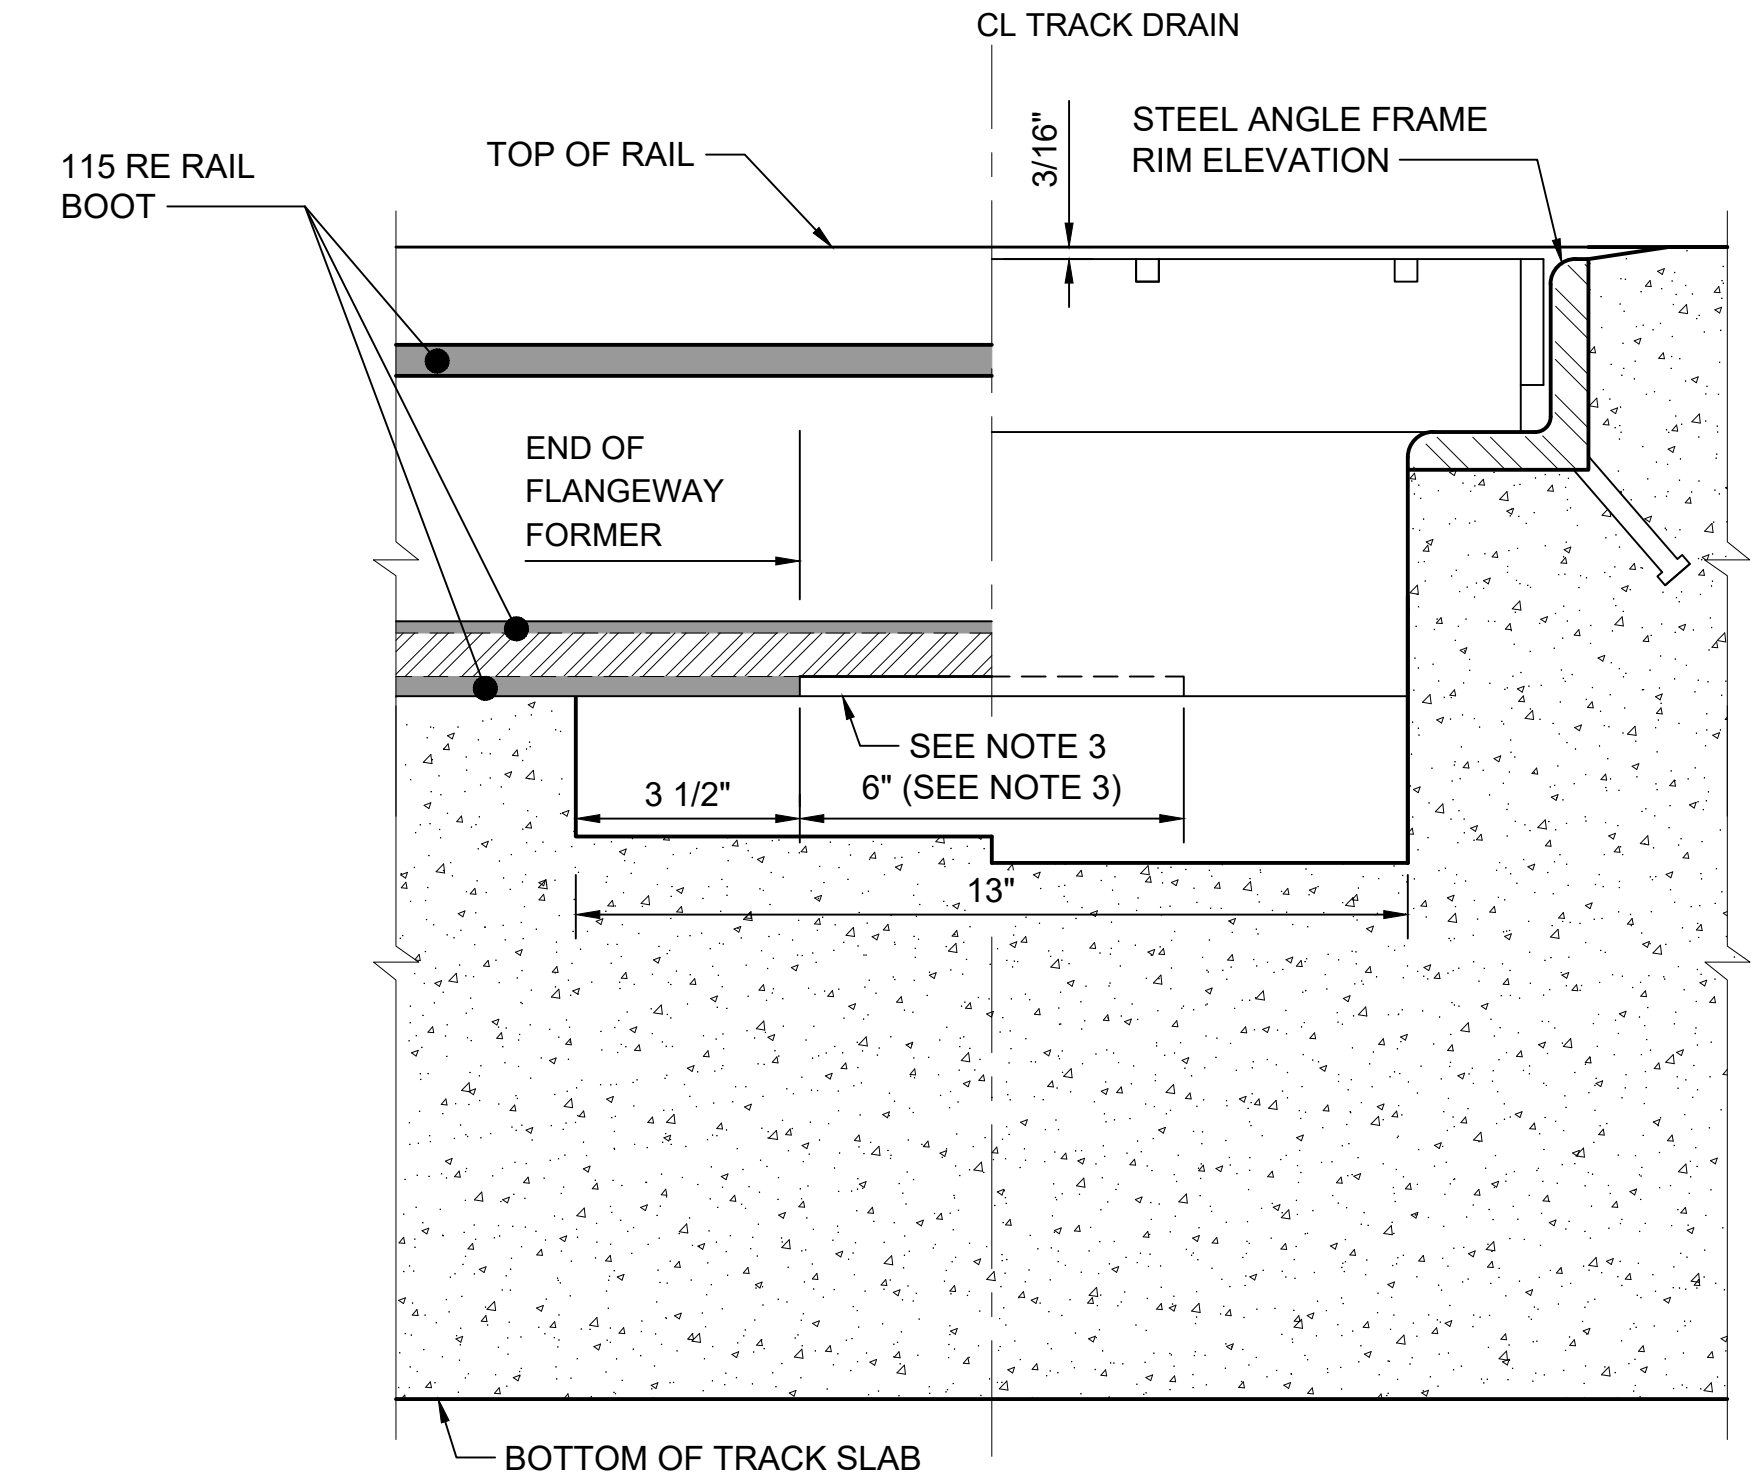 CL TRACK DRAIN
3/16"
STEEL ANGLE FRAME
RIM ELEVATION
TOP OF RAIL
115 RE RAIL
BOOT
END OF
FLANGEWAY
FORMER
SEE NOTE 3
3 1/2"
6" (SEE NOTE 3)
13"
BOTTOM OF TRACK SLAB